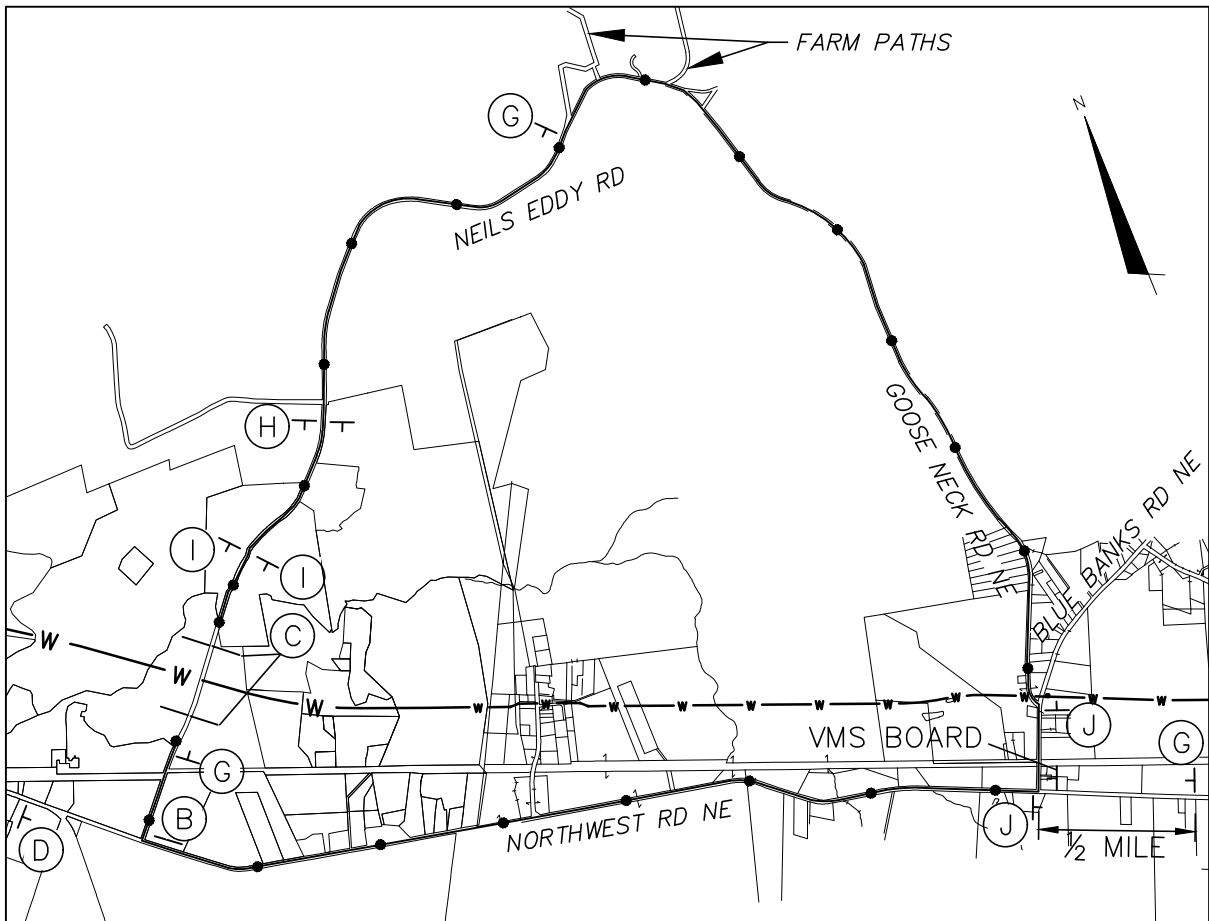 FARM PATHS
N
G
NEILS EDDY RD
H
GOOSE NECK RD NE
BLUE BANKS RD NE
I
I
C
W
W
W
W
W
W
W
W
W
W
W
W
W
W
J
VMS BOARD
G
G
B
D
NORTHWEST RD NE
J
½ MILE